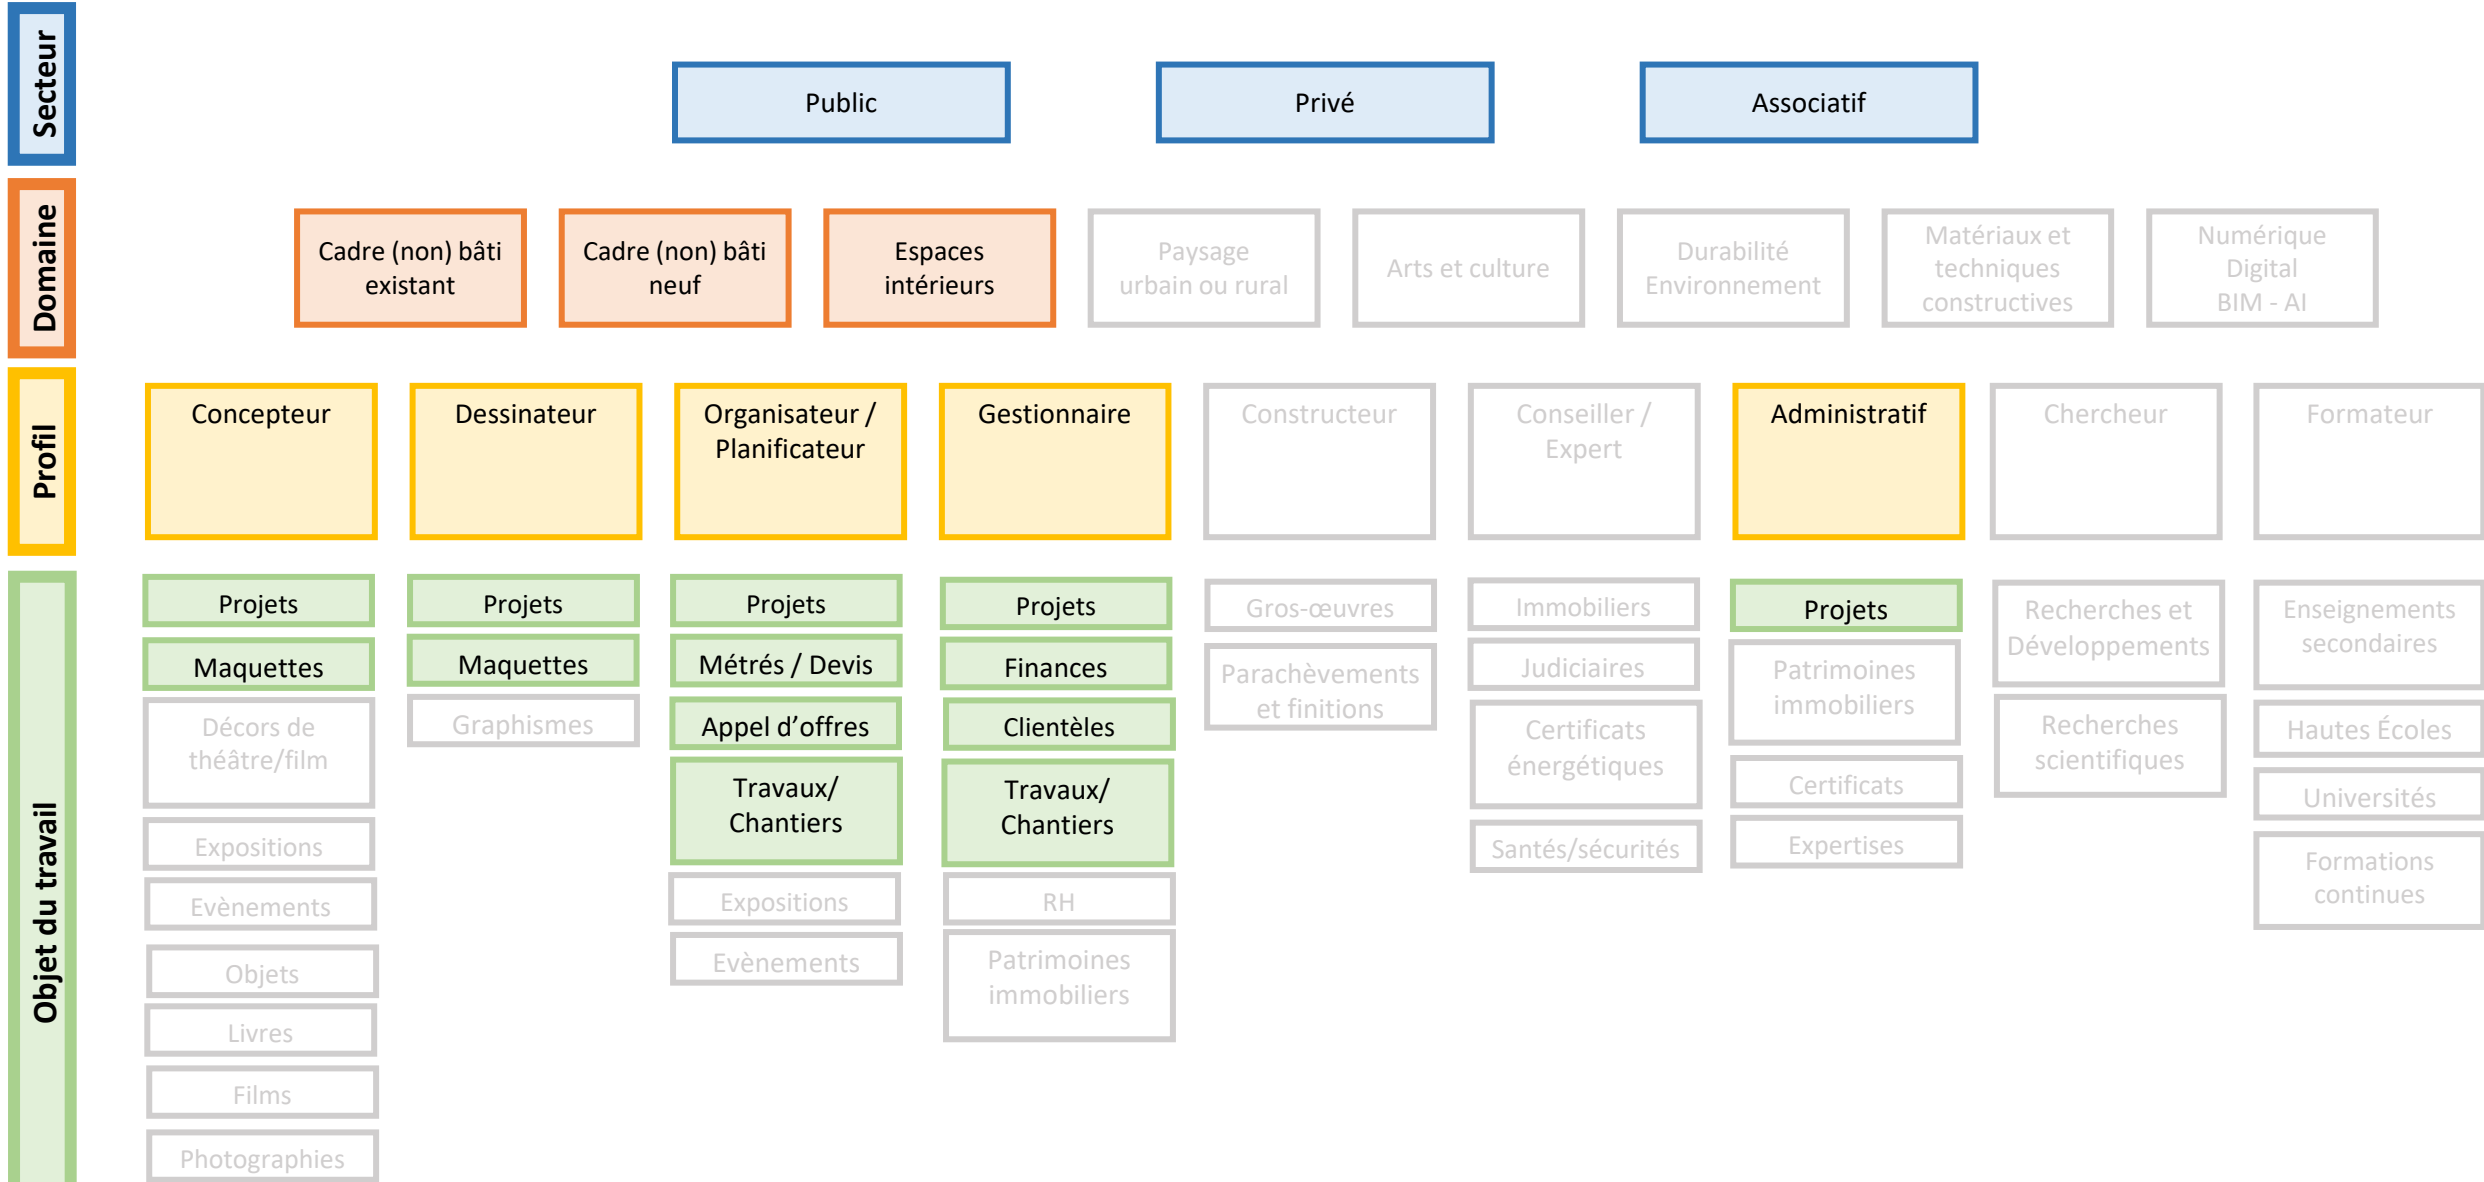 Secteur
Public
Privé
Associatif
Domaine
Cadre (non) bâti
existant
Cadre (non) bâti
neuf
Espaces
intérieurs
Paysage
urbain ou rural
Arts et culture
Durabilité
Environnement
Matériaux et
techniques
constructives
Numérique
Digital
BIM - AI
Profil
Concepteur
Dessinateur
Organisateur /
Planificateur
Gestionnaire
Constructeur
Conseiller /
Expert
Administratif
Chercheur
Formateur
Objet du travail
Projets
Maquettes
Décors de
théâtre/film
Expositions
Evènements
Objets
Livres
Films
Photographies
Projets
Maquettes
Graphismes
Projets
Métrés / Devis
Appel d’offres
Travaux/
Chantiers
Expositions
Evènements
Projets
Finances
Clientèles
Travaux/
Chantiers
RH
Patrimoines
immobiliers
Gros-œuvres
Parachèvements
et finitions
Immobiliers
Judiciaires
Certificats
énergétiques
Santés/sécurités
Projets
Patrimoines
immobiliers
Certificats
Expertises
Recherches et
Développements
Recherches
scientifiques
Enseignements
secondaires
Hautes Écoles
Universités
Formations
continues